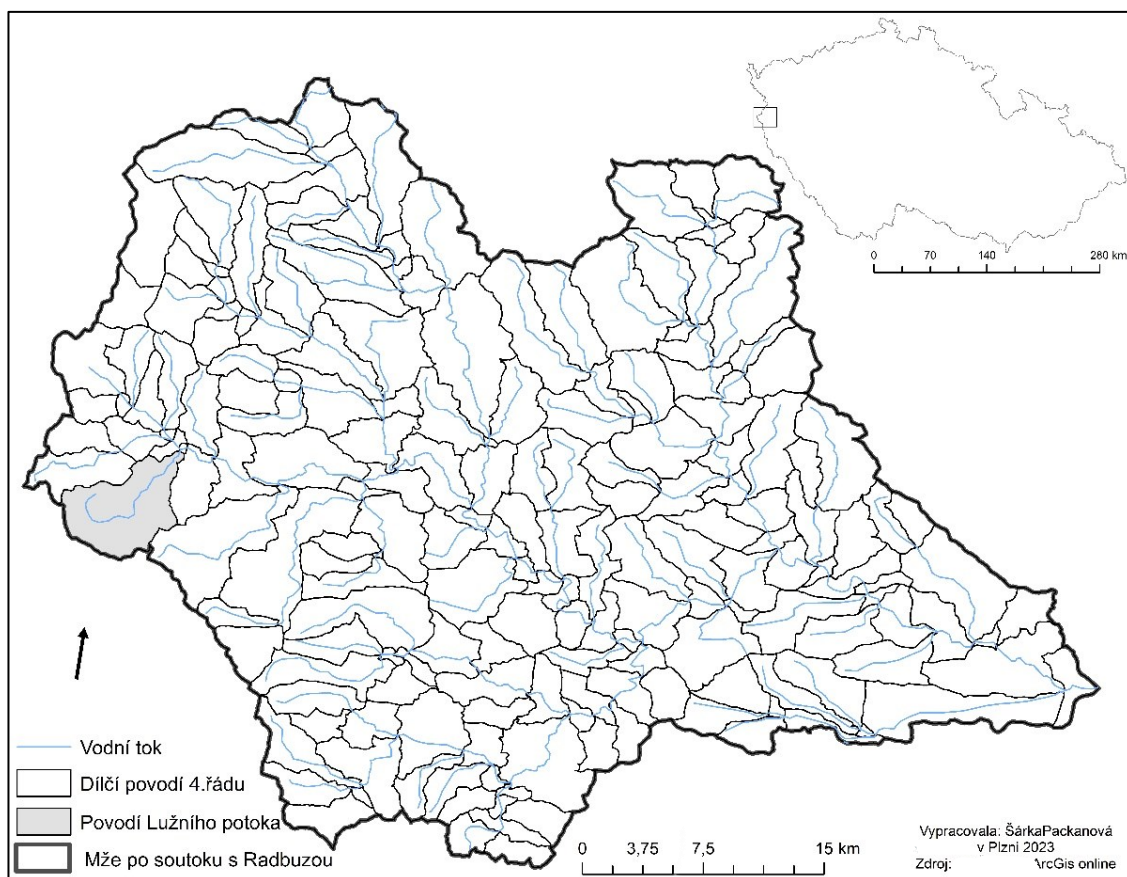 0 70 140 280 km
Vodní tok
Dílčí povodí 4.řádu
Povodí Lužního potoka
Mže po soutoku s Radbuzou
0 3,75 7,5 15 km
Vypracovala: ŠárkaPackanová
v Plzni 2023
Zdroj: ArcGis online